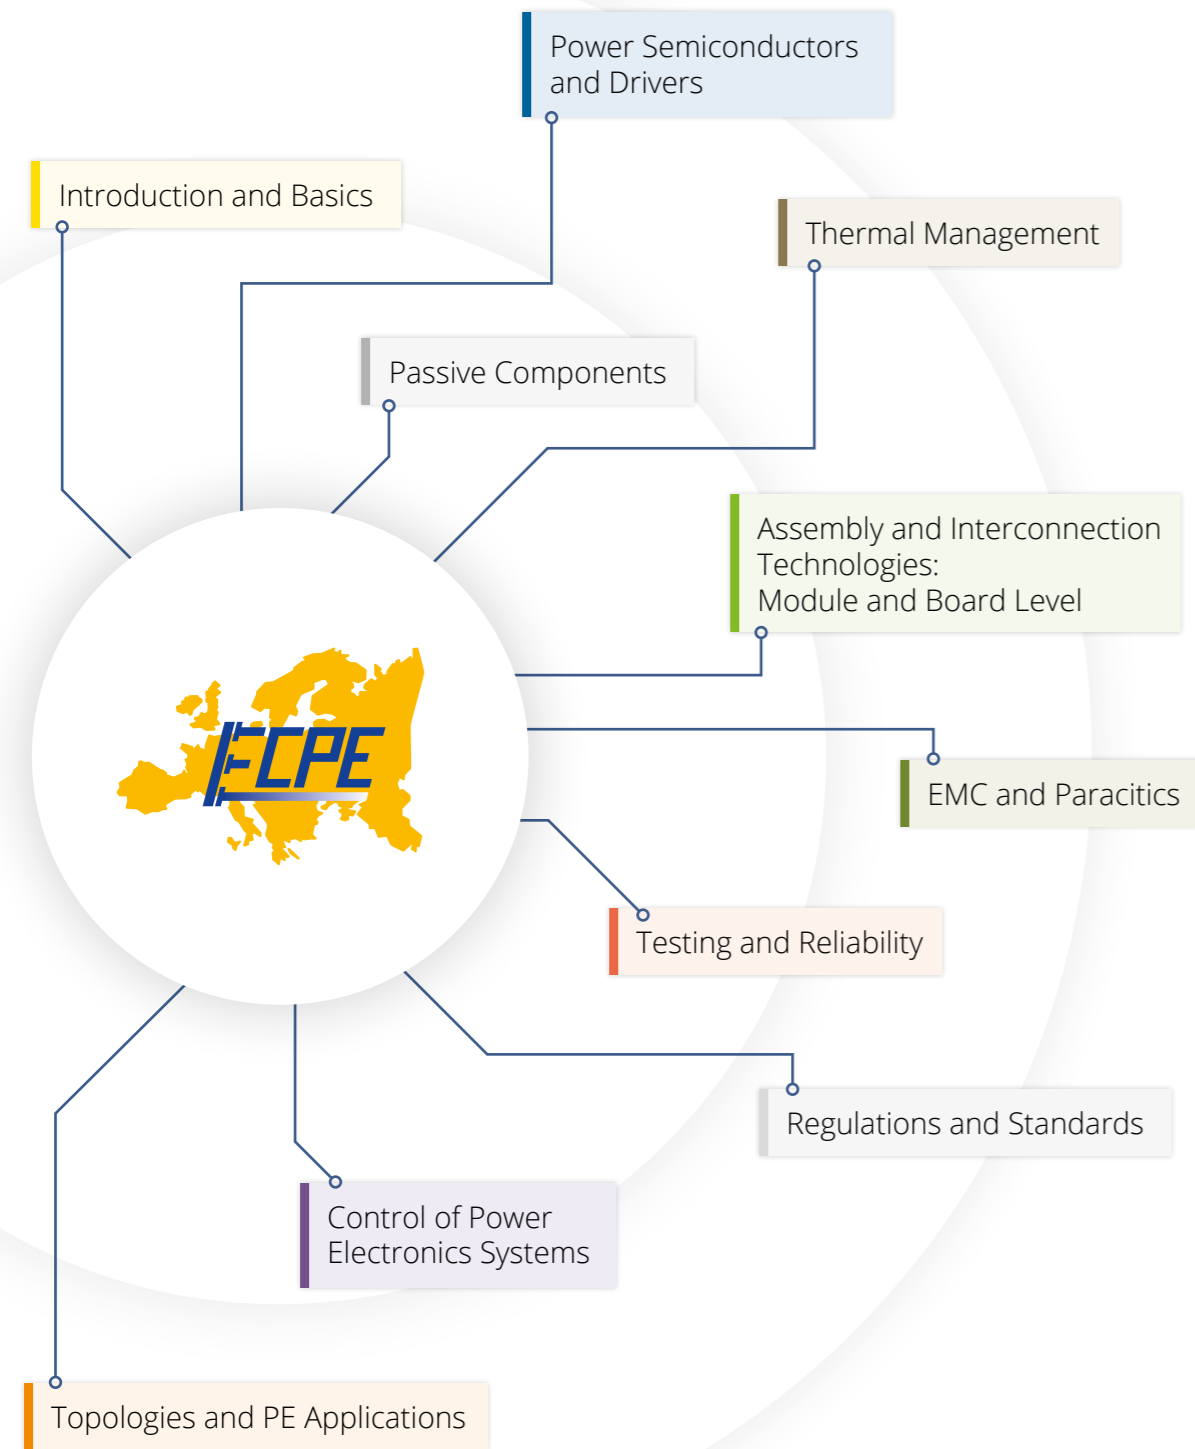 Power Semiconductors
and Drivers
Introduction and Basics
Thermal Management
Passive Components
Assembly and Interconnection
Technologies:
Module and Board Level
ECPE
EMC and Paracitics
Testing and Reliability
Regulations and Standards
Control of Power
Electronics Systems
Topologies and PE Applications